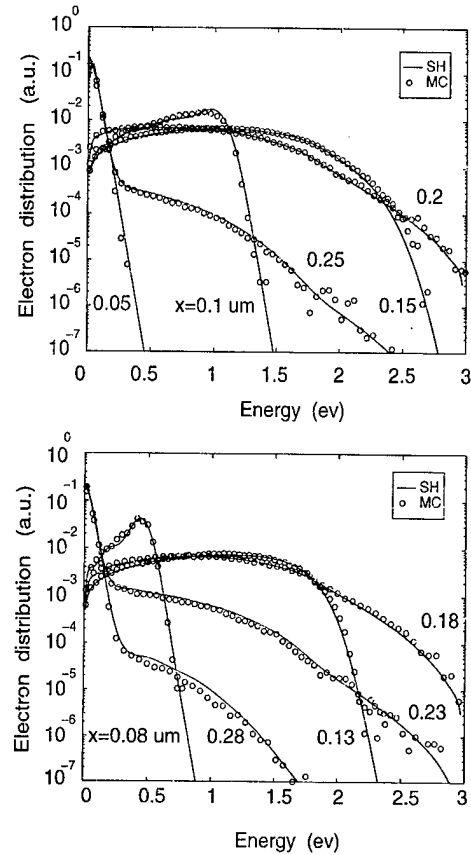 10⁰
10⁻¹
10⁻²
10⁻³
10⁻⁴
10⁻⁵
10⁻⁶
10⁻⁷
Electron distribution (a.u.)
SH
MC
0.2
0.25
0.15
0.05
x=0.1 um
0 0.5 1 1.5 2 2.5 3
Energy (ev)
10⁰
10⁻¹
10⁻²
10⁻³
10⁻⁴
10⁻⁵
10⁻⁶
10⁻⁷
Electron distribution (a.u.)
SH
MC
0.18
0.23
x=0.08 um
0.28
0.13
0 0.5 1 1.5 2 2.5 3
Energy (ev)